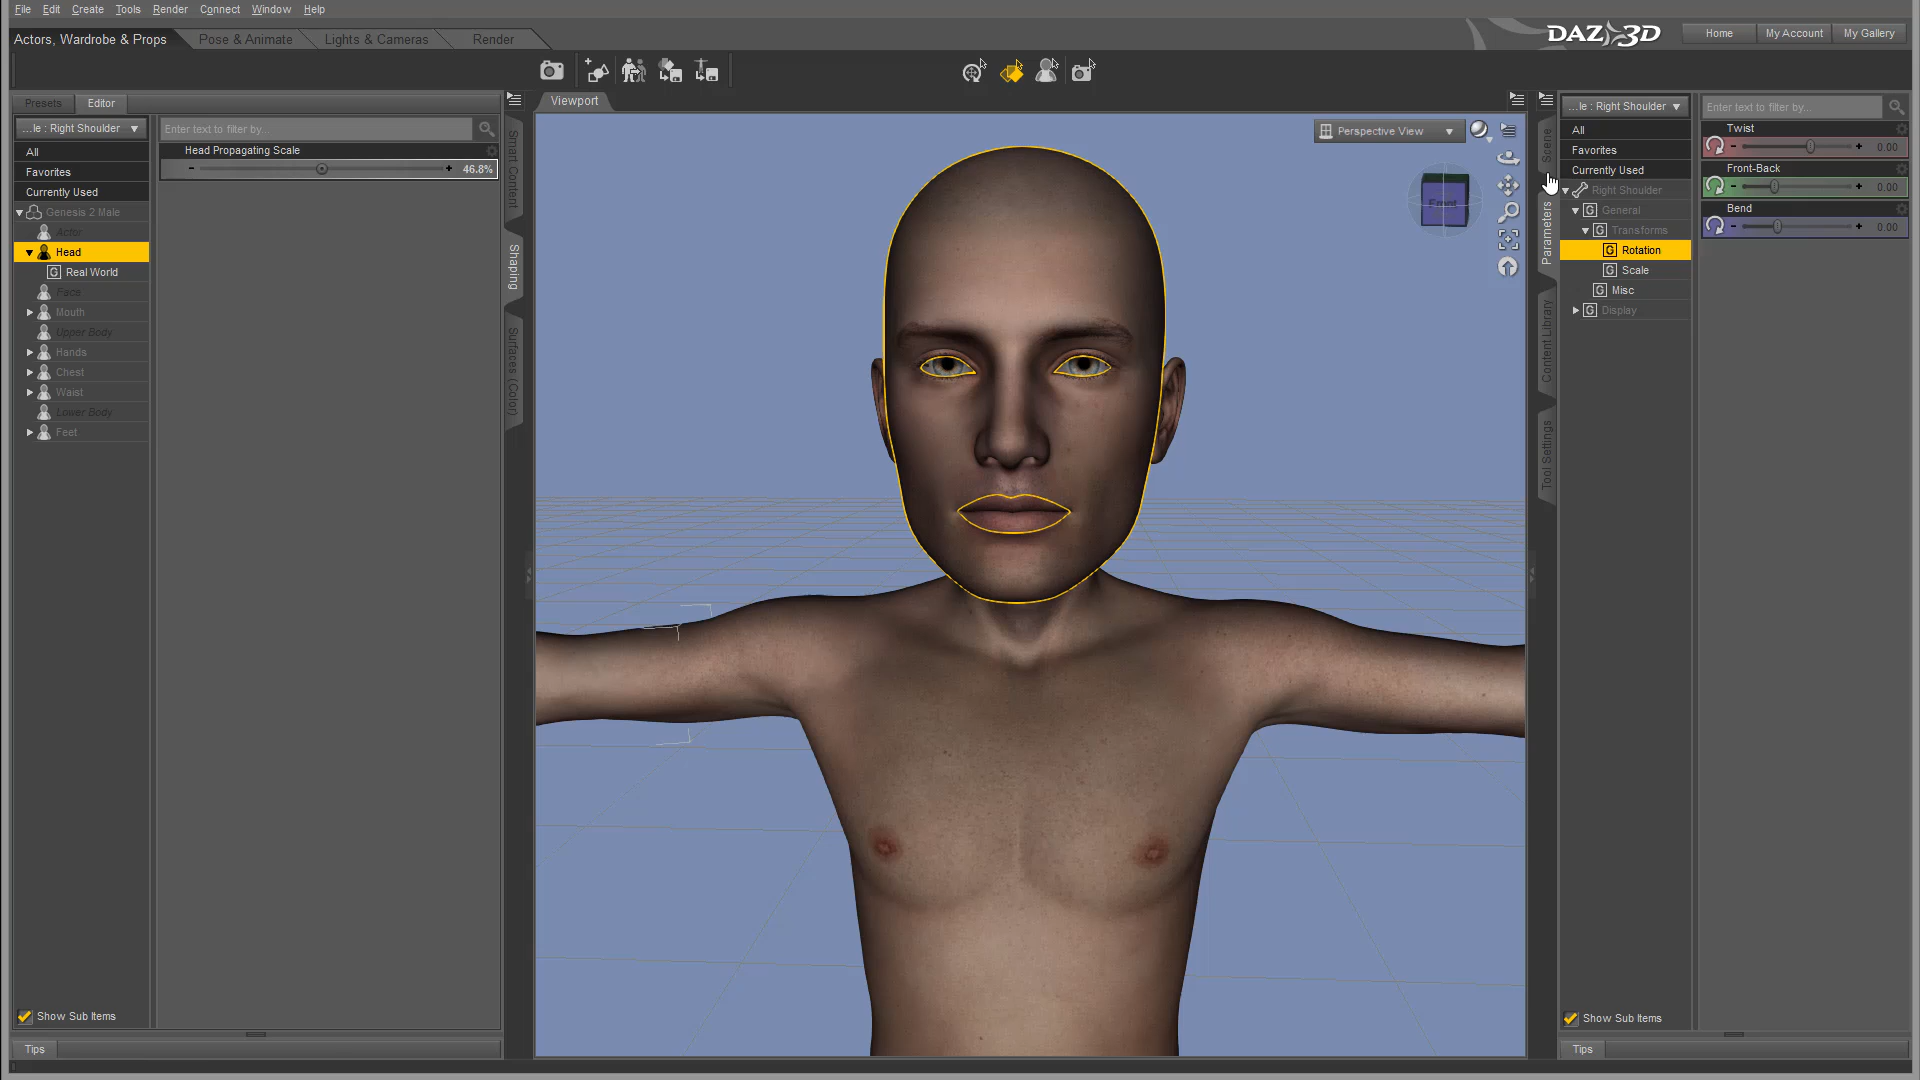 File Edit Create Tools Render Connect Window Help
Actors, Wardrobe & Props Pose & Animate Lights & Cameras Render
DAZ 3D
Home My Account My Gallery
Presets Editor
...le : Right Shoulder
Enter text to filter by...
All
Favorites
Currently Used
Genesis 2 Male
Actor
Head
Real World
Face
Mouth
Upper Body
Hands
Chest
Waist
Lower Body
Feet
Show Sub Items
Tips
Head Propagating Scale
- + 46.8%
Smart Content
Shaping
Surfaces (Color)
Viewport
Perspective View
Front
Scene
Parameters
Content Library
Tool Settings
...le : Right Shoulder
Enter text to filter by...
All
Favorites
Currently Used
Right Shoulder
G General
G Transforms
G Rotation
G Scale
G Misc
G Display
Show Sub Items
Tips
Twist
- + 0.00
Front-Back
- + 0.00
Bend
- + 0.00